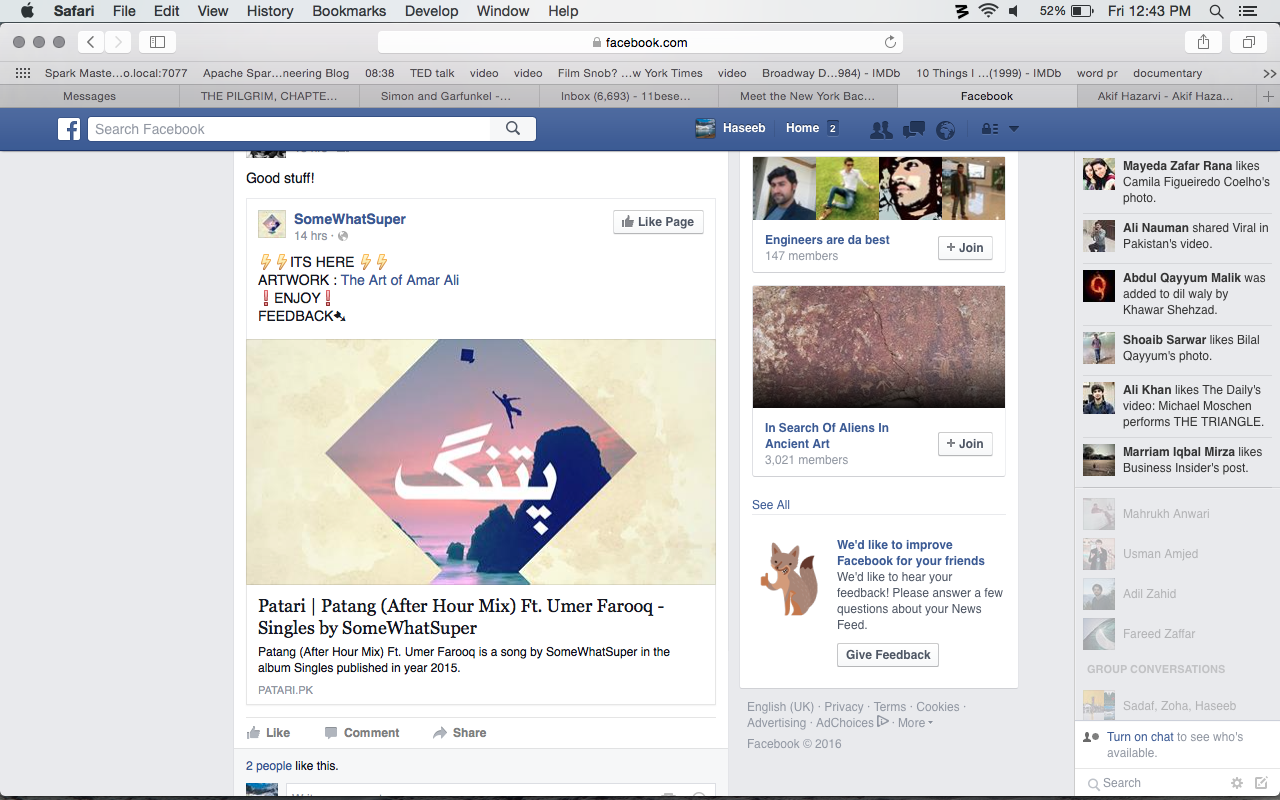 Safari File Edit View History Bookmarks Develop Window Help 52% Fri 12:43 PM
facebook.com
Spark Maste...o.local:7077 Apache Spar...neering Blog 08:38 TED talk video video Film Snob? ...w York Times video Broadway D...984) - IMDb 10 Things I ...(1999) - IMDb word pr documentary
Messages THE PILGRIM, CHAPTE... Simon and Garfunkel -... Inbox (6,693) - 11bese... Meet the New York Bac... Facebook Akif Hazarvi - Akif Haza...
Search Facebook Haseeb Home 2
Good stuff!
SomeWhatSuper
14 hrs ·
Like Page
⚡⚡ITS HERE ⚡⚡
ARTWORK : The Art of Amar Ali
❗ENJOY❗
FEEDBACK
پتنگ
Patari | Patang (After Hour Mix) Ft. Umer Farooq -
Singles by SomeWhatSuper
Patang (After Hour Mix) Ft. Umer Farooq is a song by SomeWhatSuper in the
album Singles published in year 2015.
PATARI.PK
Like Comment Share
2 people like this.
Engineers are da best
147 members
+ Join
In Search Of Aliens In
Ancient Art
3,021 members
+ Join
See All
We'd like to improve
Facebook for your friends
We'd like to hear your
feedback! Please answer a few
questions about your News
Feed.
Give Feedback
English (UK) · Privacy · Terms · Cookies ·
Advertising · AdChoices · More
Facebook © 2016
Mayeda Zafar Rana likes
Camila Figueiredo Coelho's
photo.
Ali Nauman shared Viral in
Pakistan's video.
Abdul Qayyum Malik was
added to dil waly by
Khawar Shehzad.
Shoaib Sarwar likes Bilal
Qayyum's photo.
Ali Khan likes The Daily's
video: Michael Moschen
performs THE TRIANGLE.
Marriam Iqbal Mirza likes
Business Insider's post.
Mahrukh Anwari
Usman Amjed
Adil Zahid
Fareed Zaffar
GROUP CONVERSATIONS
Sadaf, Zoha, Haseeb
Turn on chat to see who's
available.
Search